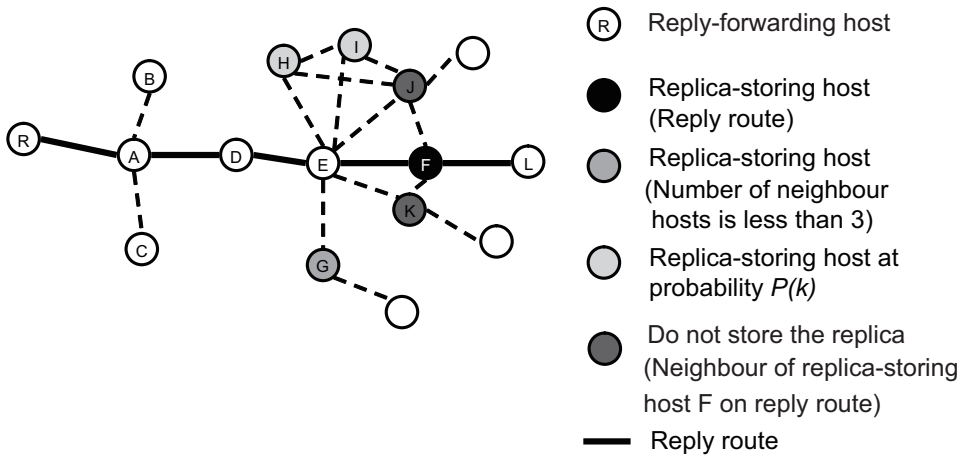 R
Reply-forwarding host
I
H
B
J
Replica-storing host
(Reply route)
R
A
D
E
F
L
Replica-storing host
(Number of neighbour
hosts is less than 3)
K
C
G
Replica-storing host at
probability P(k)
Do not store the replica
(Neighbour of replica-storing
host F on reply route)
Reply route